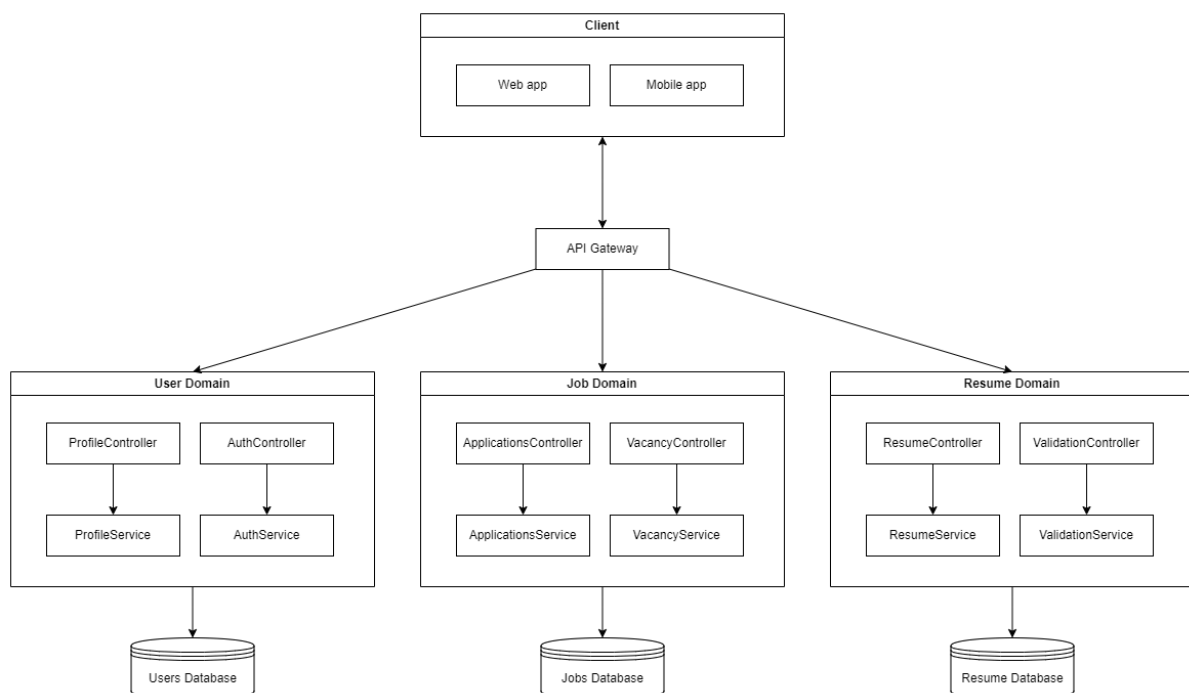 Client
Web app
Mobile app
API Gateway
User Domain
ProfileController
AuthController
ProfileService
AuthService
Users Database
Job Domain
ApplicationsController
VacancyController
ApplicationsService
VacancyService
Jobs Database
Resume Domain
ResumeController
ValidationController
ResumeService
ValidationService
Resume Database